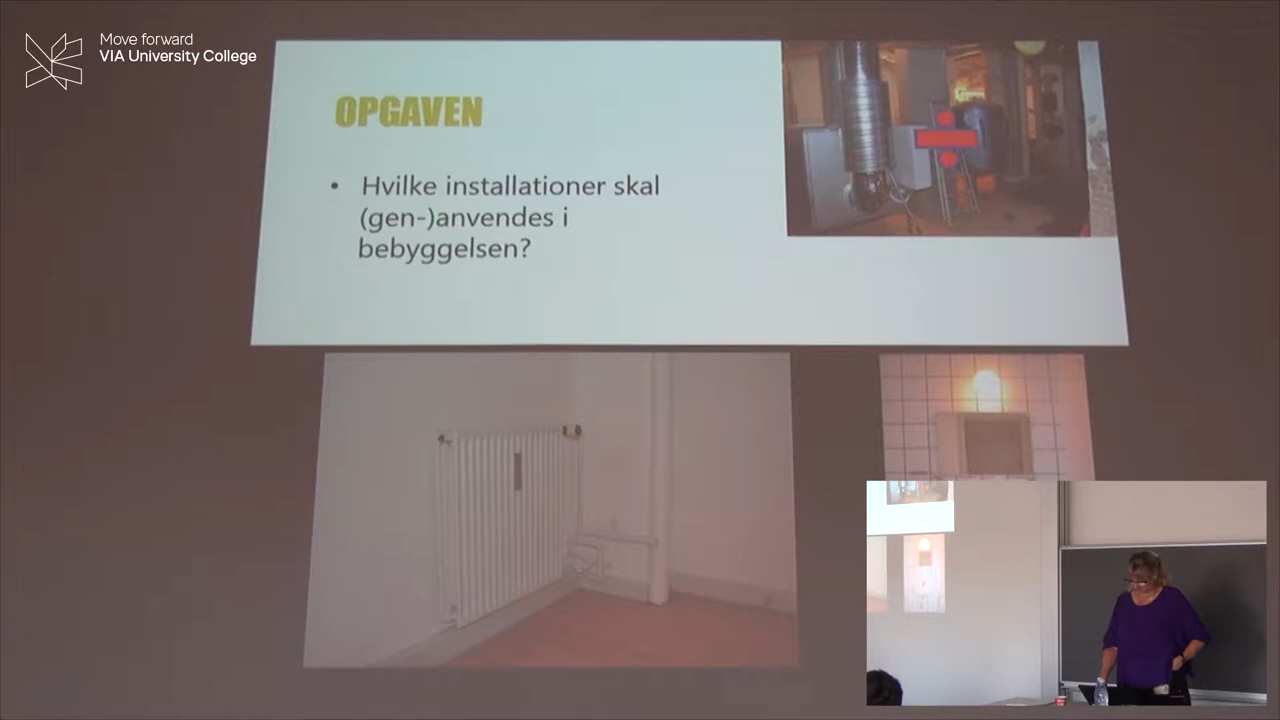 Move forward
VIA University College
OPGAVEN
• Hvilke installationer skal
(gen-)anvendes i
bebyggelsen?